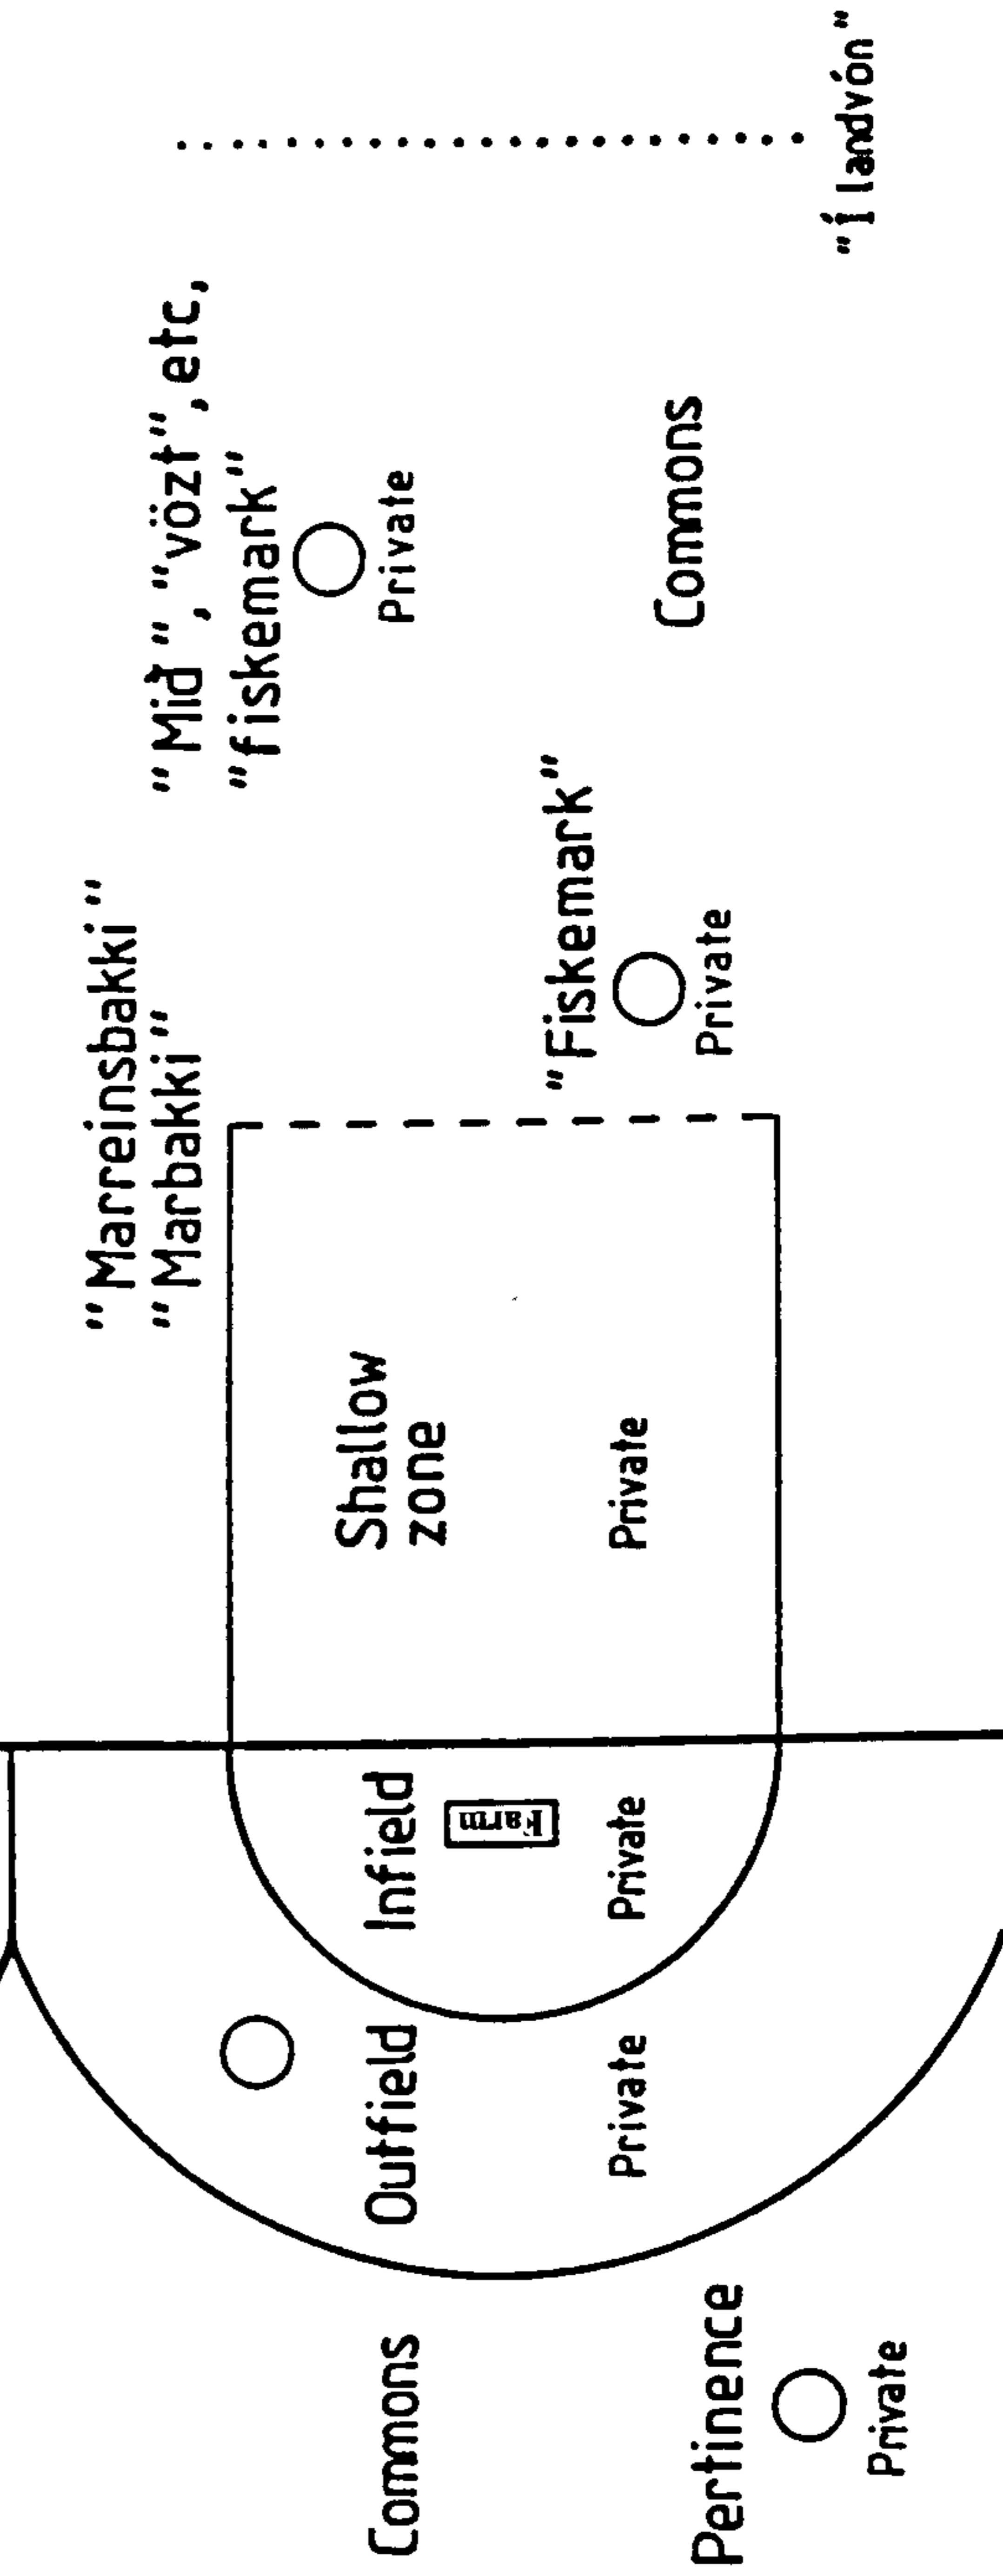 Commons
Pertinence
Private
Outfield
Private
Infield
Farm
Private
Shallow
zone
Private
"Marreinsbakki"
"Marbakki"
"Fiskemark"
Private
"Mið", "vözt", etc,
"fiskemark"
Private
Commons
"Í landvón"